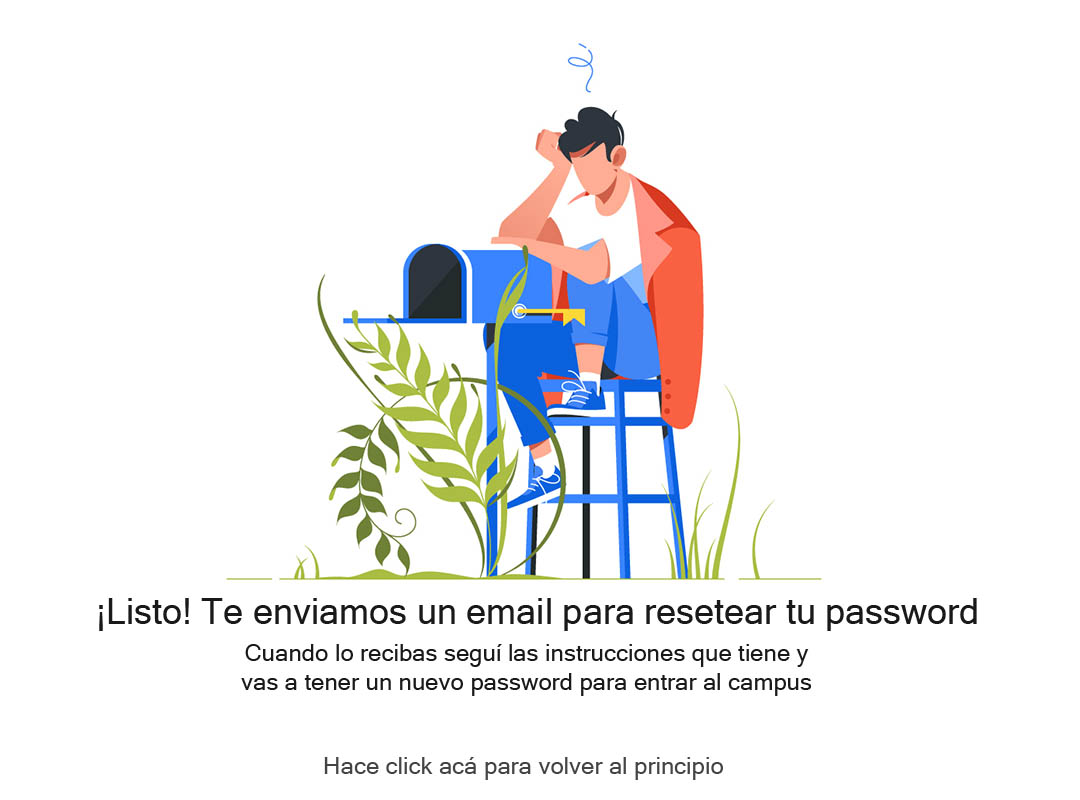 ¡Listo! Te enviamos un email para resetear tu password
Cuando lo recibas seguí las instrucciones que tiene y
vas a tener un nuevo password para entrar al campus
Hace click acá para volver al principio